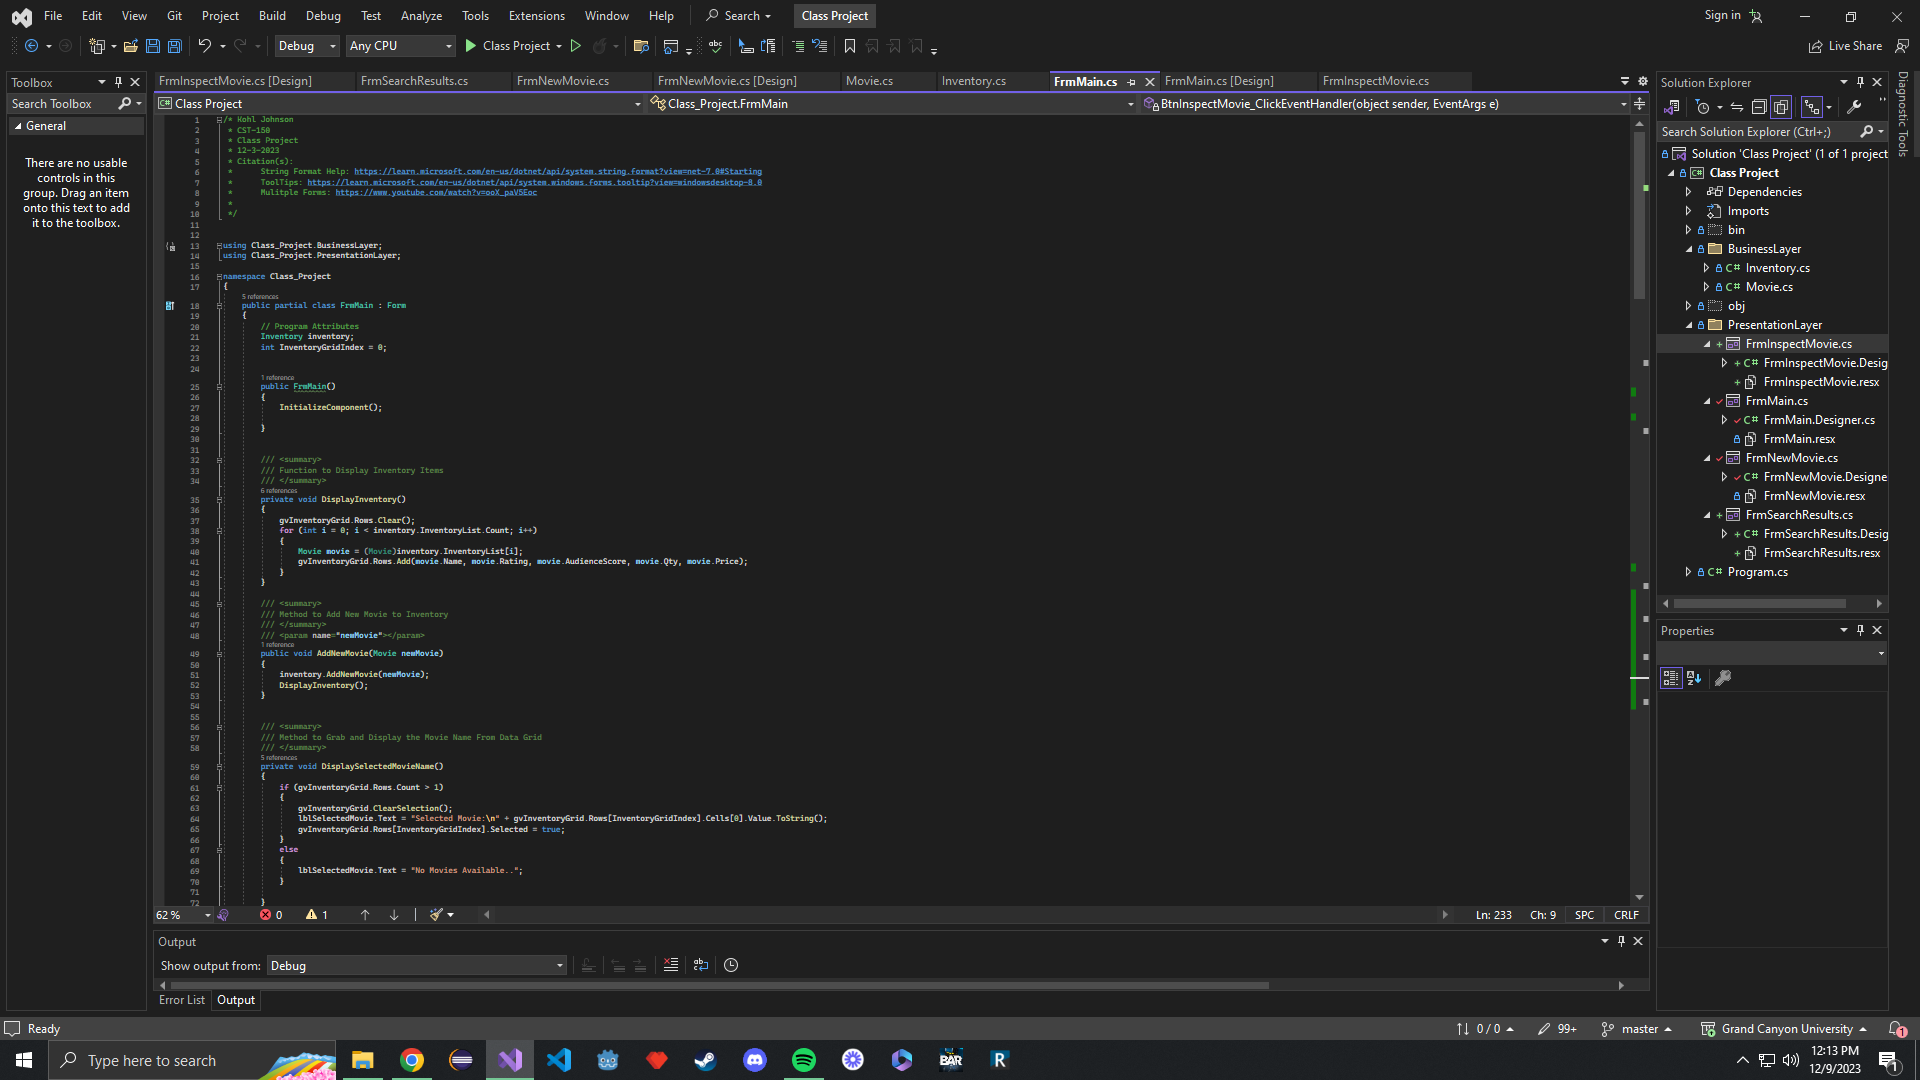 File Edit View Git Project Build Debug Test Analyze Tools Extensions Window Help Search Class Project Sign in
Debug Any CPU Class Project Live Share
Toolbox
Search Toolbox
General
There are no usable
controls in this
group. Drag an item
onto this text to add
it to the toolbox.
FrmInspectMovie.cs [Design] FrmSearchResults.cs FrmNewMovie.cs FrmNewMovie.cs [Design] Movie.cs Inventory.cs FrmMain.cs FrmMain.cs [Design] FrmInspectMovie.cs
Class Project Class_Project.FrmMain BtnInspectMovie_ClickEventHandler(object sender, EventArgs e)
1 /* Kohl Johnson
2 * CST-150
3 * Class Project
4 * 12-3-2023
5 * Citation(s):
6 * String Format Help: https://learn.microsoft.com/en-us/dotnet/api/system.string.format?view=net-7.0#Starting
7 * ToolTips: https://learn.microsoft.com/en-us/dotnet/api/system.windows.forms.tooltip?view=windowsdesktop-8.0
8 * Mulitple Forms: https://www.youtube.com/watch?v=ooX_paV5Eoc
9 *
10 */
11
12
13 using Class_Project.BusinessLayer;
14 using Class_Project.PresentationLayer;
15
16 namespace Class_Project
17 {
5 references
18 public partial class FrmMain : Form
19 {
20 // Program Attributes
21 Inventory inventory;
22 int InventoryGridIndex = 0;
23
24
1 reference
25 public FrmMain()
26 {
27 InitializeComponent();
28
29 }
30
31
32 /// <summary>
33 /// Function to Display Inventory Items
34 /// </summary>
6 references
35 private void DisplayInventory()
36 {
37 gvInventoryGrid.Rows.Clear();
38 for (int i = 0; i < inventory.InventoryList.Count; i++)
39 {
40 Movie movie = (Movie)inventory.InventoryList[i];
41 gvInventoryGrid.Rows.Add(movie.Name, movie.Rating, movie.AudienceScore, movie.Qty, movie.Price);
42 }
43 }
44
45 /// <summary>
46 /// Method to Add New Movie to Inventory
47 /// </summary>
48 /// <param name="newMovie"></param>
1 reference
49 public void AddNewMovie(Movie newMovie)
50 {
51 inventory.AddNewMovie(newMovie);
52 DisplayInventory();
53 }
54
55
56 /// <summary>
57 /// Method to Grab and Display the Movie Name From Data Grid
58 /// </summary>
5 references
59 private void DisplaySelectedMovieName()
60 {
61 if (gvInventoryGrid.Rows.Count > 1)
62 {
63 gvInventoryGrid.ClearSelection();
64 lblSelectedMovie.Text = "Selected Movie:\n" + gvInventoryGrid.Rows[InventoryGridIndex].Cells[0].Value.ToString();
65 gvInventoryGrid.Rows[InventoryGridIndex].Selected = true;
66 }
67 else
68 {
69 lblSelectedMovie.Text = "No Movies Available..";
70 }
71
72 }
62 % 0 1 Ln: 233 Ch: 9 SPC CRLF
Output
Show output from: Debug
Error List Output
Solution Explorer
Search Solution Explorer (Ctrl+;)
Solution 'Class Project' (1 of 1 project
Class Project
Dependencies
Imports
bin
BusinessLayer
C# Inventory.cs
C# Movie.cs
obj
PresentationLayer
FrmInspectMovie.cs
C# FrmInspectMovie.Desig
FrmInspectMovie.resx
FrmMain.cs
C# FrmMain.Designer.cs
FrmMain.resx
FrmNewMovie.cs
C# FrmNewMovie.Designe
FrmNewMovie.resx
FrmSearchResults.cs
C# FrmSearchResults.Desig
FrmSearchResults.resx
C# Program.cs
Properties
Diagnostic Tools
Ready 0 / 0 99+ master Grand Canyon University 1
Type here to search BAR R 12:13 PM
12/9/2023 1